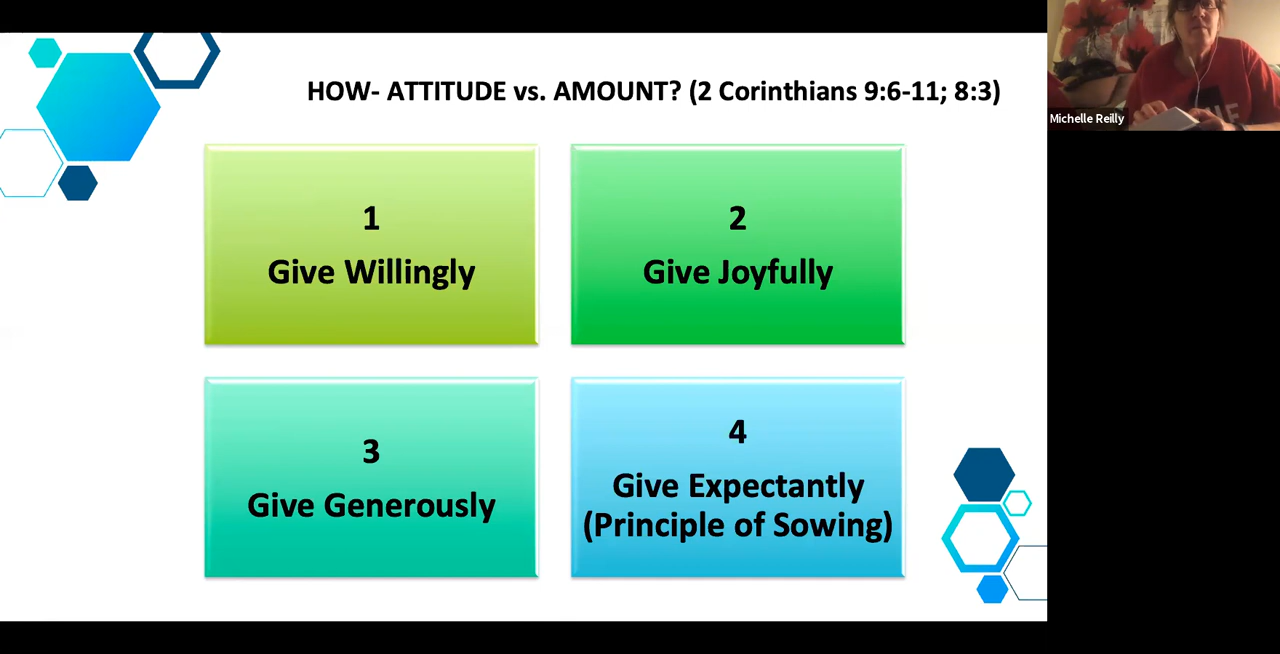 HOW- ATTITUDE vs. AMOUNT? (2 Corinthians 9:6-11; 8:3)
1
Give Willingly
2
Give Joyfully
3
Give Generously
4
Give Expectantly
(Principle of Sowing)
Michelle Reilly